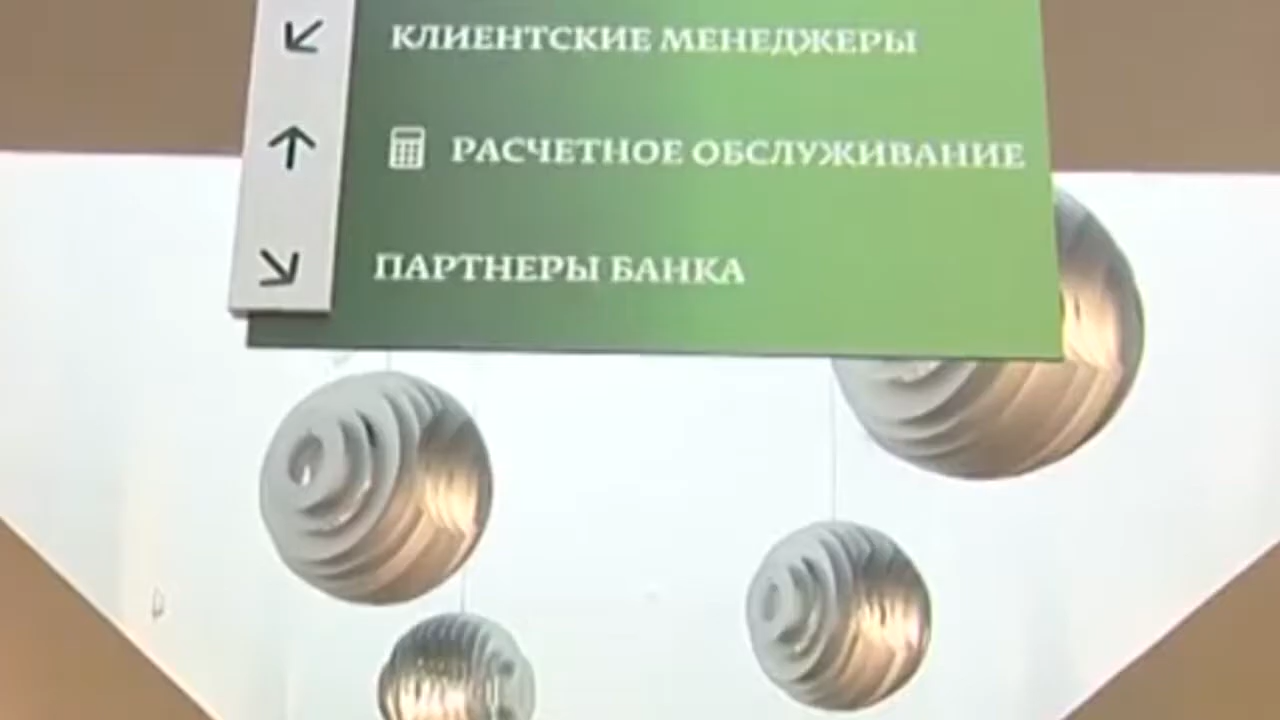 КЛИЕНТСКИЕ МЕНЕДЖЕРЫ
РАСЧЕТНОЕ ОБСЛУЖИВАНИЕ
ПАРТНЕРЫ БАНКА